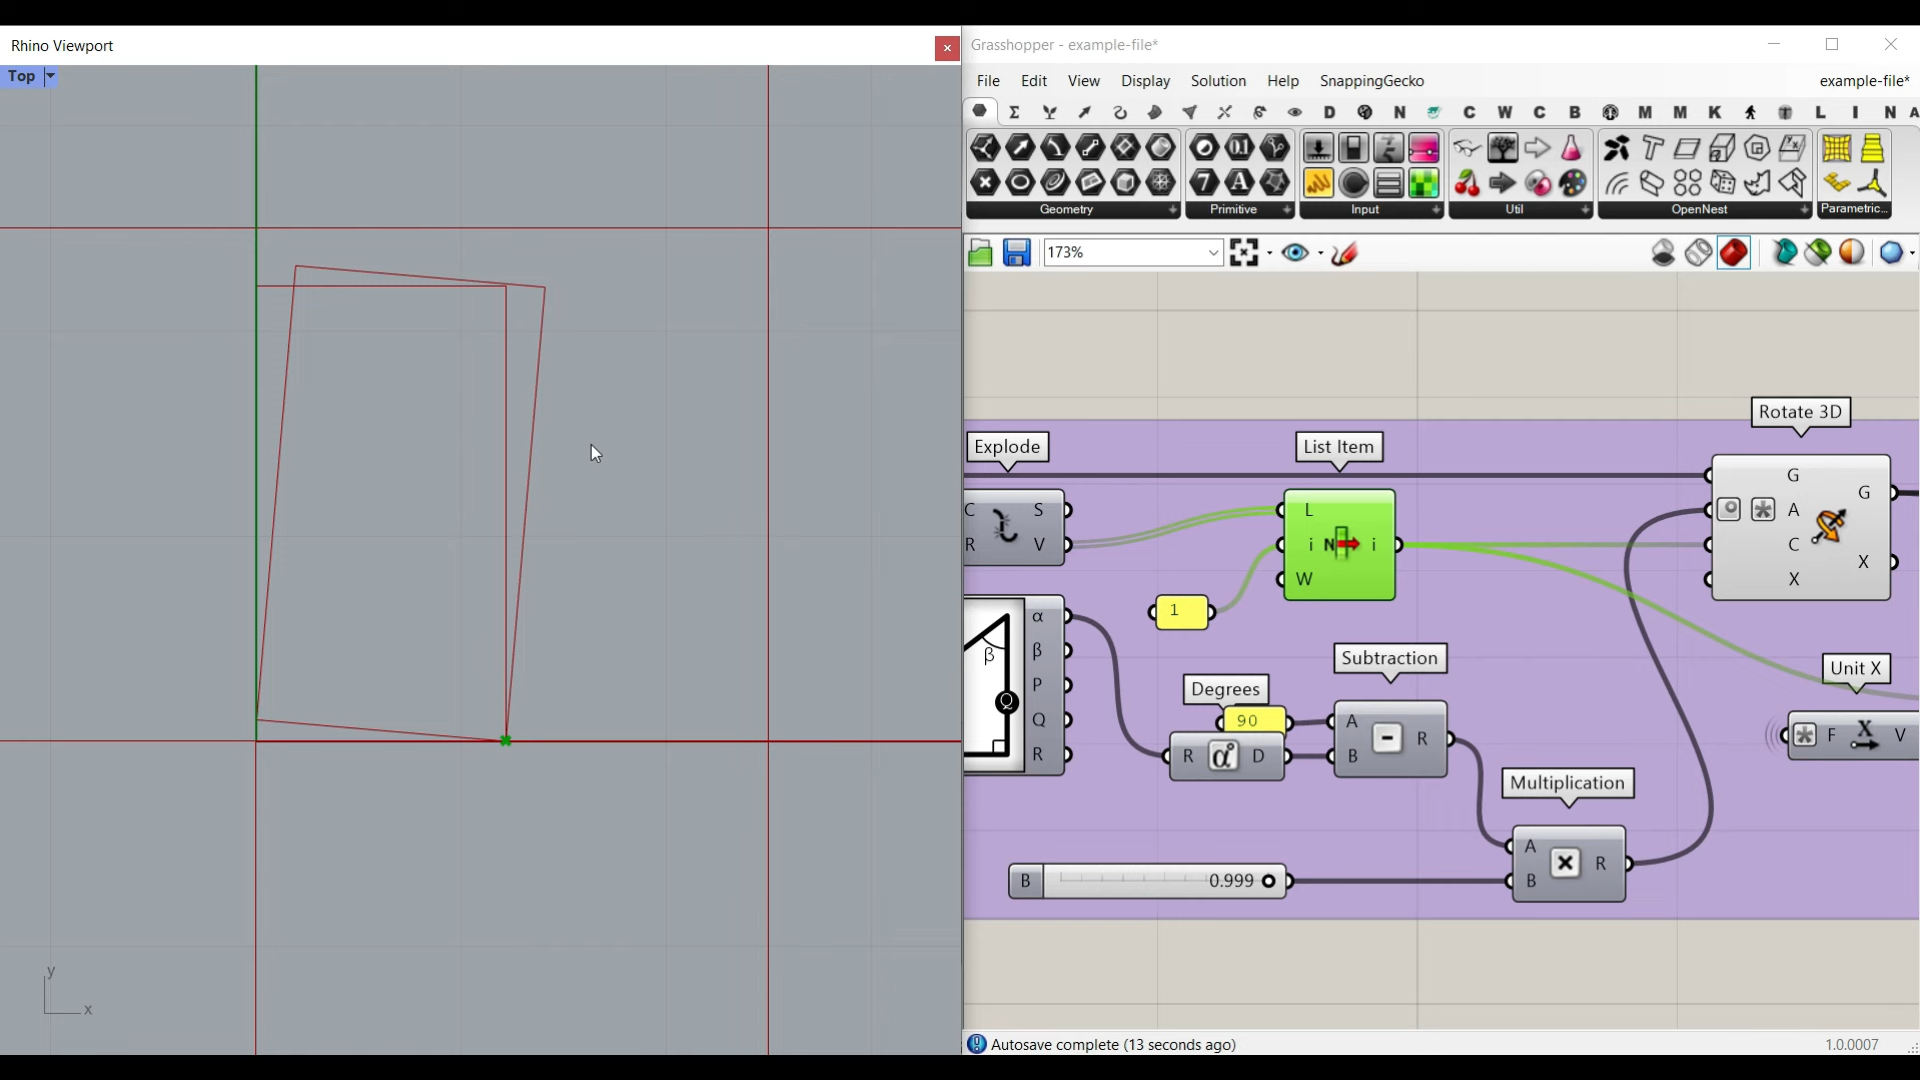 Rhino Viewport
Grasshopper - example-file*
Top
File Edit View Display Solution Help SnappingGecko example-file*
D N C W C B M M K L I N A
Geometry Primitive Input Util OpenNest Parametric...
173%
Rotate 3D
Explode
List Item
G
G
A
C
X
X
C S
R V
L
i N i
W
1
α
β
P
Q
R
β
Q
Subtraction
Degrees
90
A R
B
R α° D
Unit X
F X V
Multiplication
A R
B
B 0.999
y
x
Autosave complete (13 seconds ago)
1.0.0007